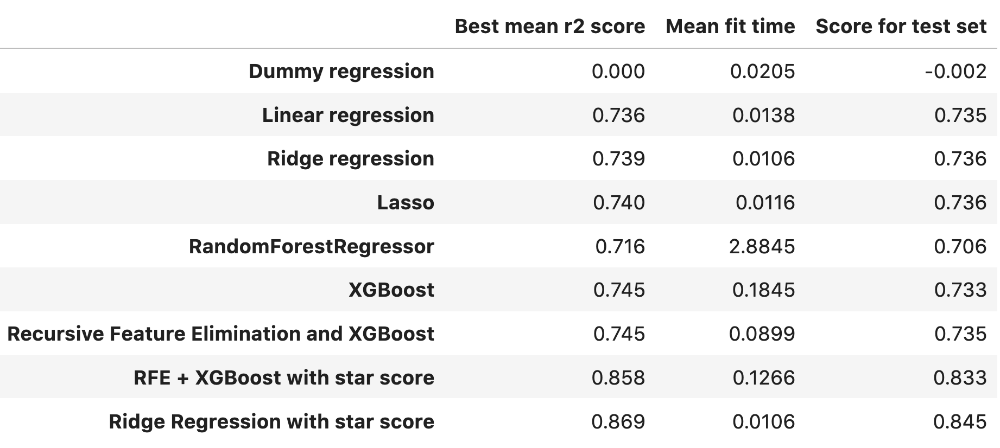 Best mean r2 score Mean fit time Score for test set
Dummy regression 0.000 0.0205 -0.002
Linear regression 0.736 0.0138 0.735
Ridge regression 0.739 0.0106 0.736
Lasso 0.740 0.0116 0.736
RandomForestRegressor 0.716 2.8845 0.706
XGBoost 0.745 0.1845 0.733
Recursive Feature Elimination and XGBoost 0.745 0.0899 0.735
RFE + XGBoost with star score 0.858 0.1266 0.833
Ridge Regression with star score 0.869 0.0106 0.845